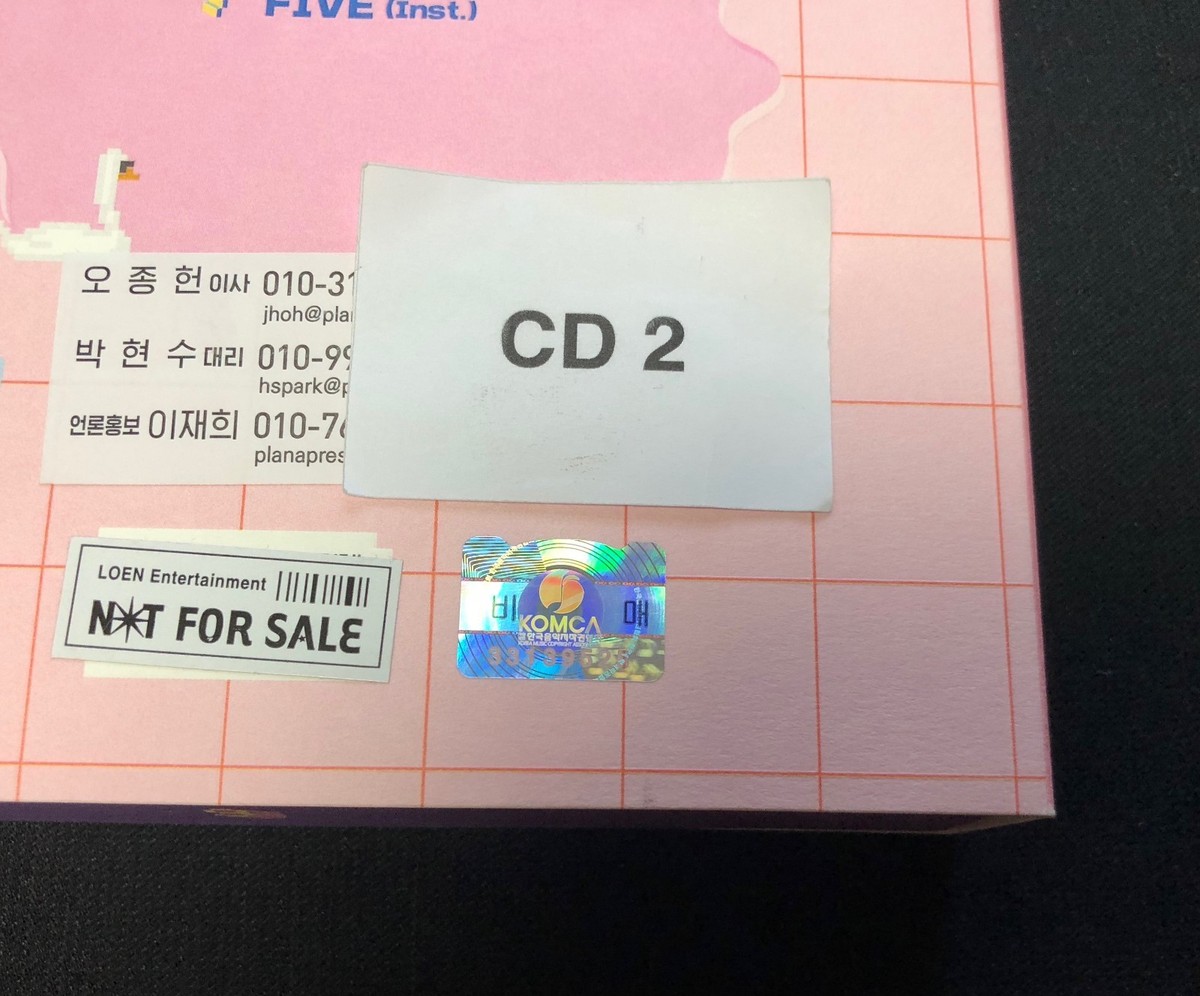 FIVE (Inst.)
오종헌 이사 010-31
jhoh@pla
박현수 대리 010-99
hspark@p
언론홍보 이재희 010-76
planapres
CD 2
LOEN Entertainment
NOT FOR SALE
비 매
KOMCA